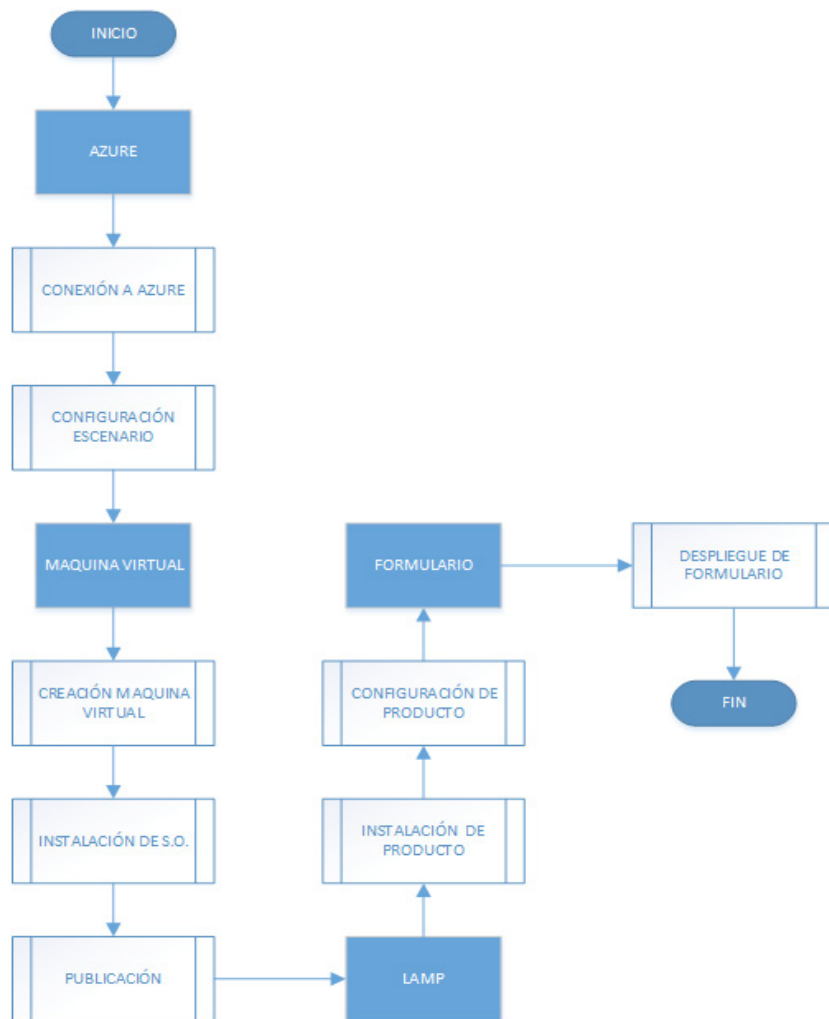 INICIO
AZURE
CONEXIÓN A AZURE
CONFIGURACIÓN
ESCENARIO
MAQUINA VIRTUAL
CREACIÓN MAQUINA
VIRTUAL
INSTALACIÓN DE S.O.
PUBLICACIÓN
LAMP
INSTALACIÓN DE
PRODUCTO
CONFIGURACIÓN DE
PRODUCTO
FORMULARIO
DESPLIEGUE DE
FORMULARIO
FIN